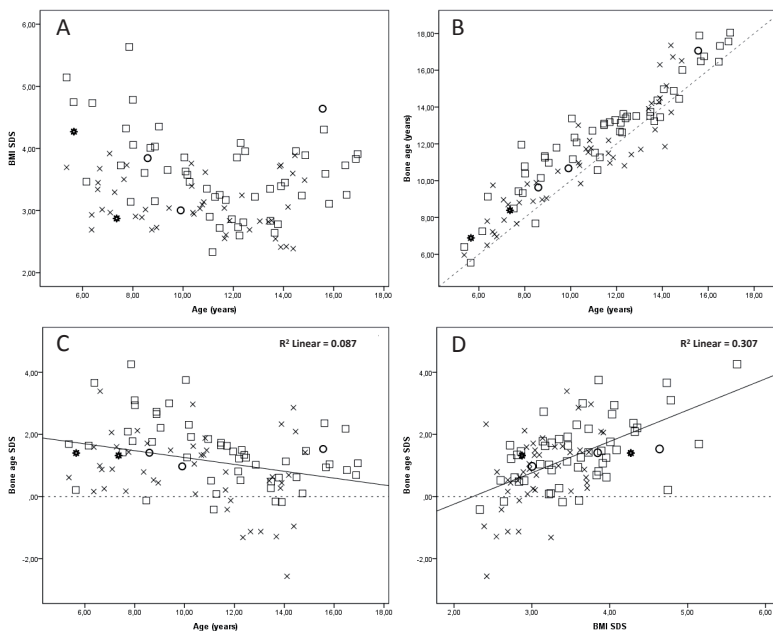 A
BMI SDS
6,00
5,00
4,00
3,00
2,00
6,00 8,00 10,00 12,00 14,00 16,00 18,00
Age (years)
B
Bone age (years)
18,00
16,00
14,00
12,00
10,00
8,00
6,00
6,00 8,00 10,00 12,00 14,00 16,00 18,00
Age (years)
C
R² Linear = 0.087
Bone age SDS
4,00
2,00
,00
-2,00
6,00 8,00 10,00 12,00 14,00 16,00 18,00
Age (years)
D
R² Linear = 0.307
Bone age SDS
4,00
2,00
,00
-2,00
2,00 3,00 4,00 5,00 6,00
BMI SDS